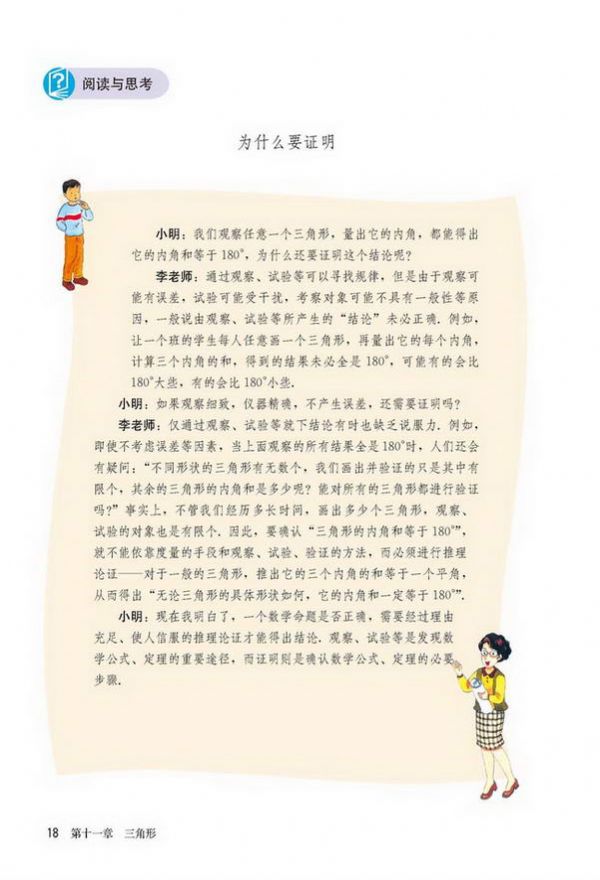 阅读与思考
为什么要证明
小明：我们观察任意一个三角形，量出它的内角，都能得出
它的内角和等于180°，为什么还要证明这个结论呢？
李老师：通过观察、试验等可以寻找规律，但是由于观察可
能有误差，试验可能受干扰，考察对象可能不具有一般性等原
因，一般说由观察、试验等所产生的“结论”未必正确．例如，
让一个班的学生每人任意画一个三角形，再量出它的每个内角，
计算三个内角的和，得到的结果未必全是180°，可能有的会比
180°大些，有的会比180°小些．
小明：如果观察细致，仪器精确，不产生误差，还需要证明吗？
李老师：仅通过观察、试验等就下结论有时也缺乏说服力．例如，
即使不考虑误差等因素，当上面观察的所有结果全是180°时，人们还会
有疑问：“不同形状的三角形有无数个，我们画出并验证的只是其中有
限个，其余的三角形的内角和是多少呢？能对所有的三角形都进行验证
吗？”事实上，不管我们经历多长时间，画出多少个三角形，观察、
试验的对象也是有限个．因此，要确认“三角形的内角和等于180°”，
就不能依靠度量的手段和观察、试验、验证的方法，而必须进行推理
论证——对于一般的三角形，推出它的三个内角的和等于一个平角，
从而得出“无论三角形的具体形状如何，它的内角和一定等于180°”．
小明：现在我明白了，一个数学命题是否正确，需要经过理由
充足、使人信服的推理论证才能得出结论．观察、试验等是发现数
学公式、定理的重要途径，而证明则是确认数学公式、定理的必要
步骤．
18 第十一章 三角形